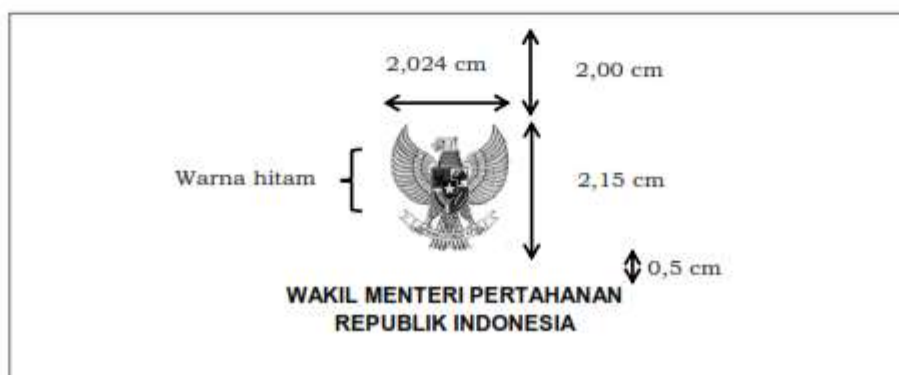 2,024 cm
2,00 cm
Warna hitam
2,15 cm
0,5 cm
WAKIL MENTERI PERTAHANAN
REPUBLIK INDONESIA